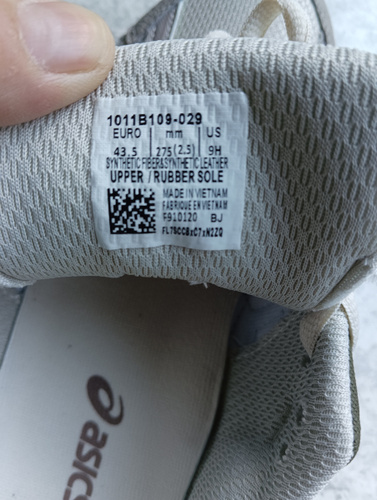 1011B109-029
EURO | mm | US
43.5 | 275(2.5) | 9H
SYNTHETIC FIBER&SYNTHETIC LEATHER
UPPER / RUBBER SOLE
MADE IN VIETNAM
FABRIQUE EN VIETNAM
F910120 BJ
asics